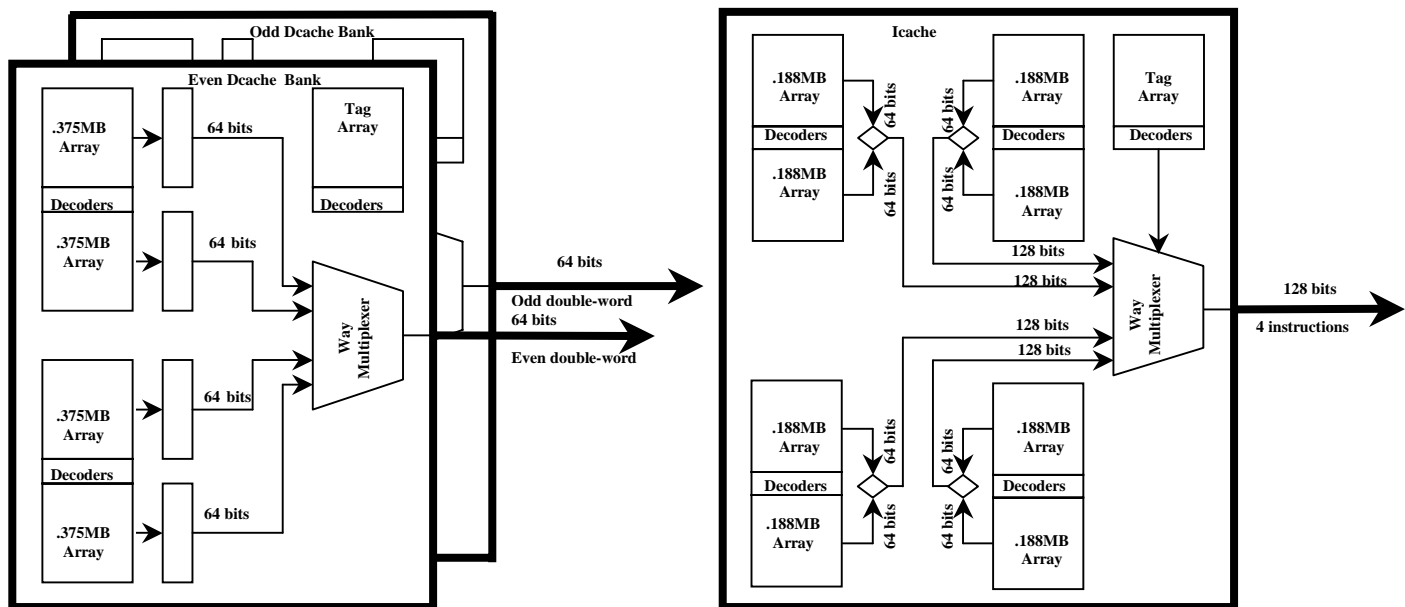 Odd Dcache Bank
Even Dcache Bank
.375MB
Array
Decoders
.375MB
Array
64 bits
64 bits
Tag
Array
Decoders
.375MB
Array
Decoders
.375MB
Array
64 bits
64 bits
Way
Multiplexer
64 bits
Odd double-word
64 bits
Even double-word
Icache
.188MB
Array
Decoders
.188MB
Array
64 bits
64 bits
64 bits
64 bits
.188MB
Array
Decoders
.188MB
Array
Tag
Array
Decoders
128 bits
128 bits
128 bits
128 bits
Way
Multiplexer
128 bits
4 instructions
.188MB
Array
Decoders
.188MB
Array
64 bits
64 bits
64 bits
64 bits
.188MB
Array
Decoders
.188MB
Array